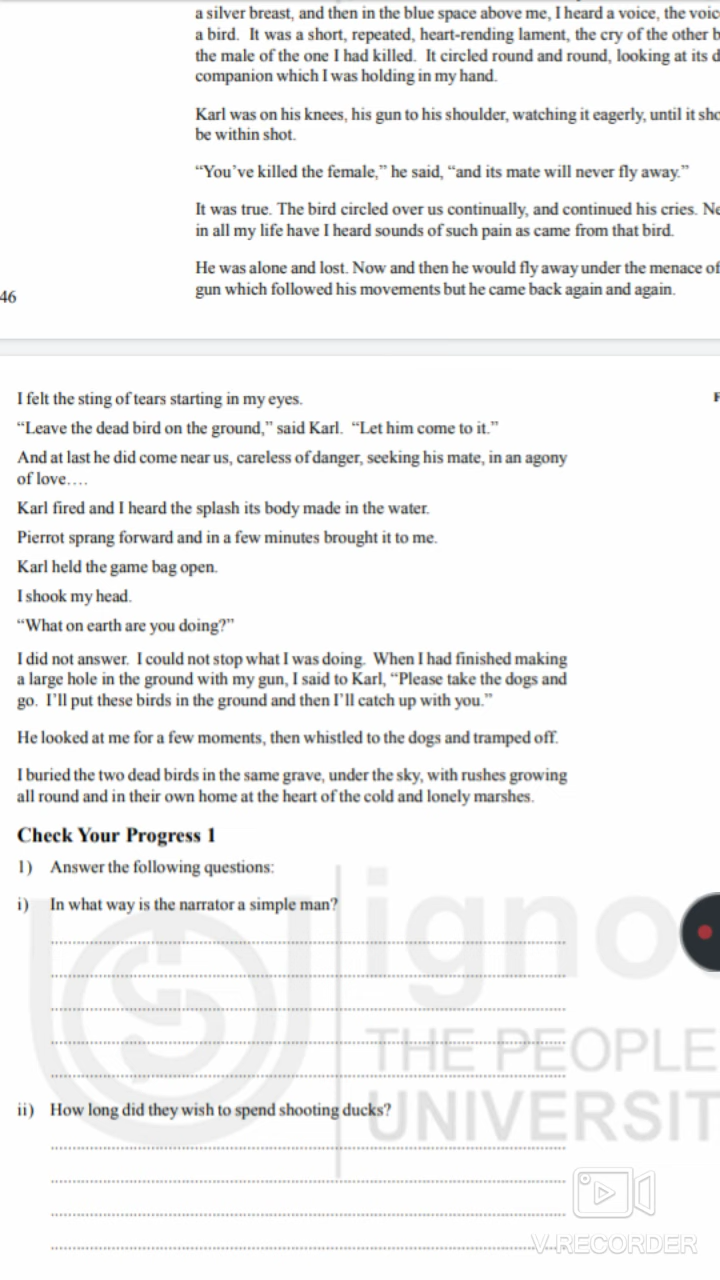 a silver breast, and then in the blue space above me, I heard a voice, the
a bird. It was a short, repeated, heart-rending lament, the cry of the other
the male of the one I had killed. It circled round and round, looking at its
companion which I was holding in my hand.
Karl was on his knees, his gun to his shoulder, watching it eagerly, until it
be within shot.
“You’ve killed the female,” he said, “and its mate will never fly away.”
It was true. The bird circled over us continually, and continued his cries.
in all my life have I heard sounds of such pain as came from that bird.
He was alone and lost. Now and then he would fly away under the menace of
gun which followed his movements but he came back again and again.
46
I felt the sting of tears starting in my eyes.
“Leave the dead bird on the ground,” said Karl. “Let him come to it.”
And at last he did come near us, careless of danger, seeking his mate, in an agony
of love….
Karl fired and I heard the splash its body made in the water.
Pierrot sprang forward and in a few minutes brought it to me.
Karl held the game bag open.
I shook my head.
“What on earth are you doing?”
I did not answer. I could not stop what I was doing. When I had finished making
a large hole in the ground with my gun, I said to Karl, “Please take the dogs and
go. I’ll put these birds in the ground and then I’ll catch up with you.”
He looked at me for a few moments, then whistled to the dogs and tramped off.
I buried the two dead birds in the same grave, under the sky, with rushes growing
all round and in their own home at the heart of the cold and lonely marshes.
Check Your Progress 1
1) Answer the following questions:
i) In what way is the narrator a simple man?
ii) How long did they wish to spend shooting ducks?
igno
THE PEOPLE
UNIVERSIT
V.RECORDER